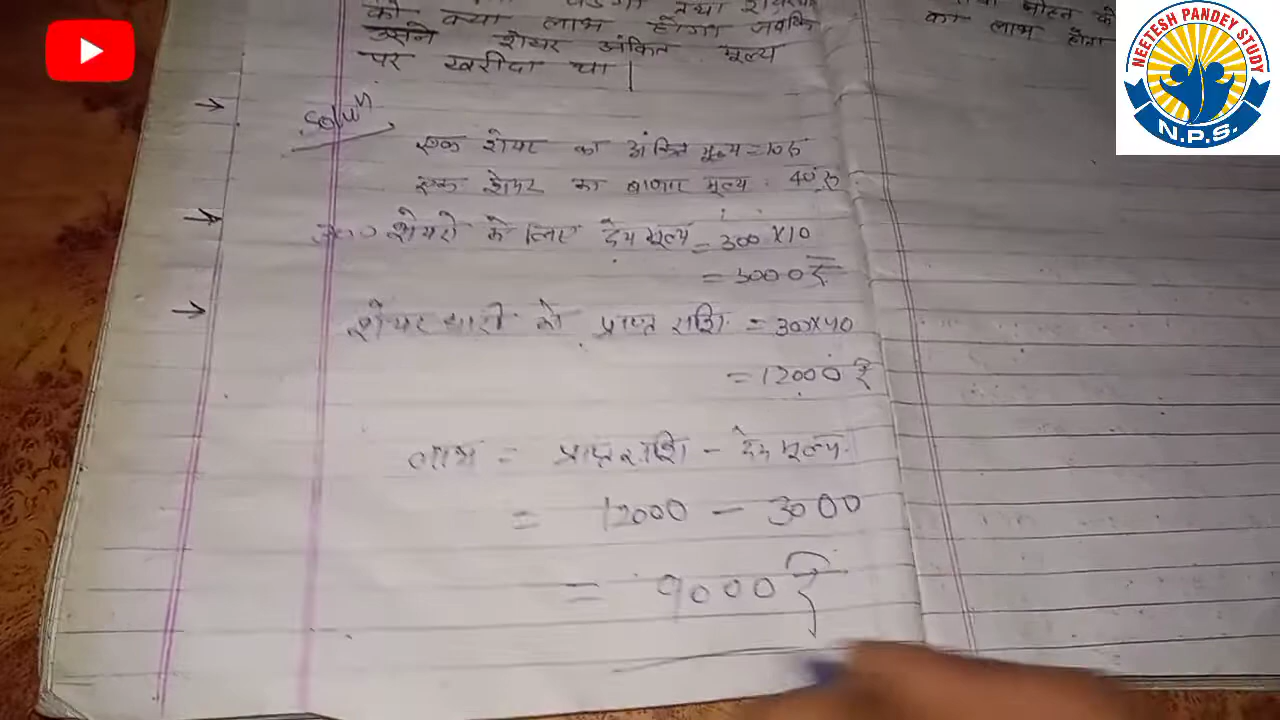 को क्या लाभ होगा जबकि
उसने शेयर अंकित मूल्य
पर खरीदा था |
का लाभ होता
Soluⁿ
एक शेयर का अंकित मूल्य = 10 रु
एक शेयर का बाजार मूल्य = 40 रु
300 शेयरो के लिए देय मूल्य = 300 × 10
= 3000 ₹
शेयर धारी को प्राप्त राशि = 300 × 40
= 12000 ₹
लाभ = प्राप्त राशि - देय मूल्य
= 12000 - 3000
= 9000 ₹
NEETESH PANDEY STUDY
N.P.S.